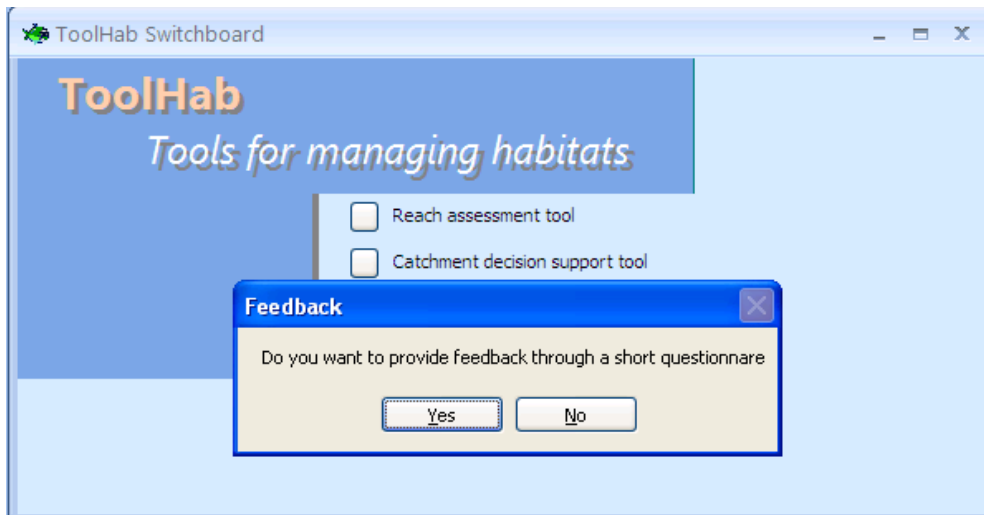 ToolHab Switchboard
ToolHab
Tools for managing habitats
Reach assessment tool
Catchment decision support tool
Feedback
Do you want to provide feedback through a short questionnare
Yes
No